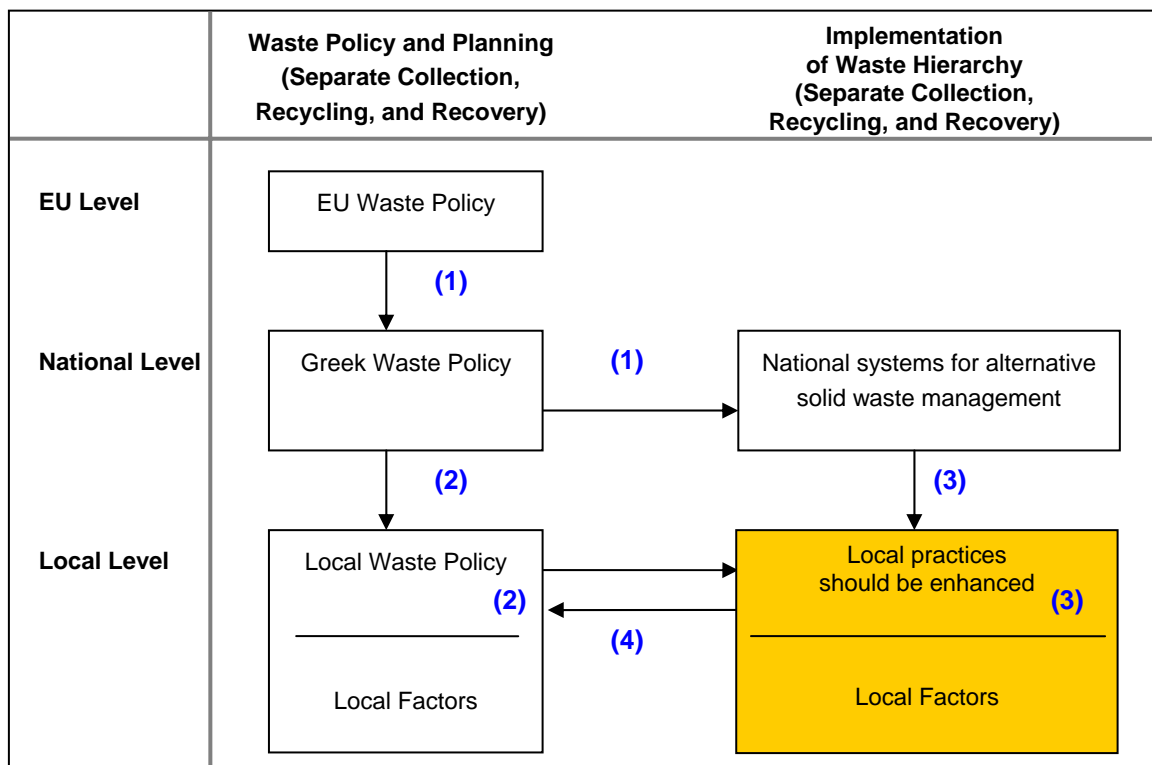 Waste Policy and Planning
(Separate Collection,
Recycling, and Recovery)
Implementation
of Waste Hierarchy
(Separate Collection,
Recycling, and Recovery)
EU Level
EU Waste Policy
(1)
National Level
Greek Waste Policy
(1)
National systems for alternative
solid waste management
(2)
(3)
Local Level
Local Waste Policy
(2)
Local practices
should be enhanced
(3)
(4)
Local Factors
Local Factors